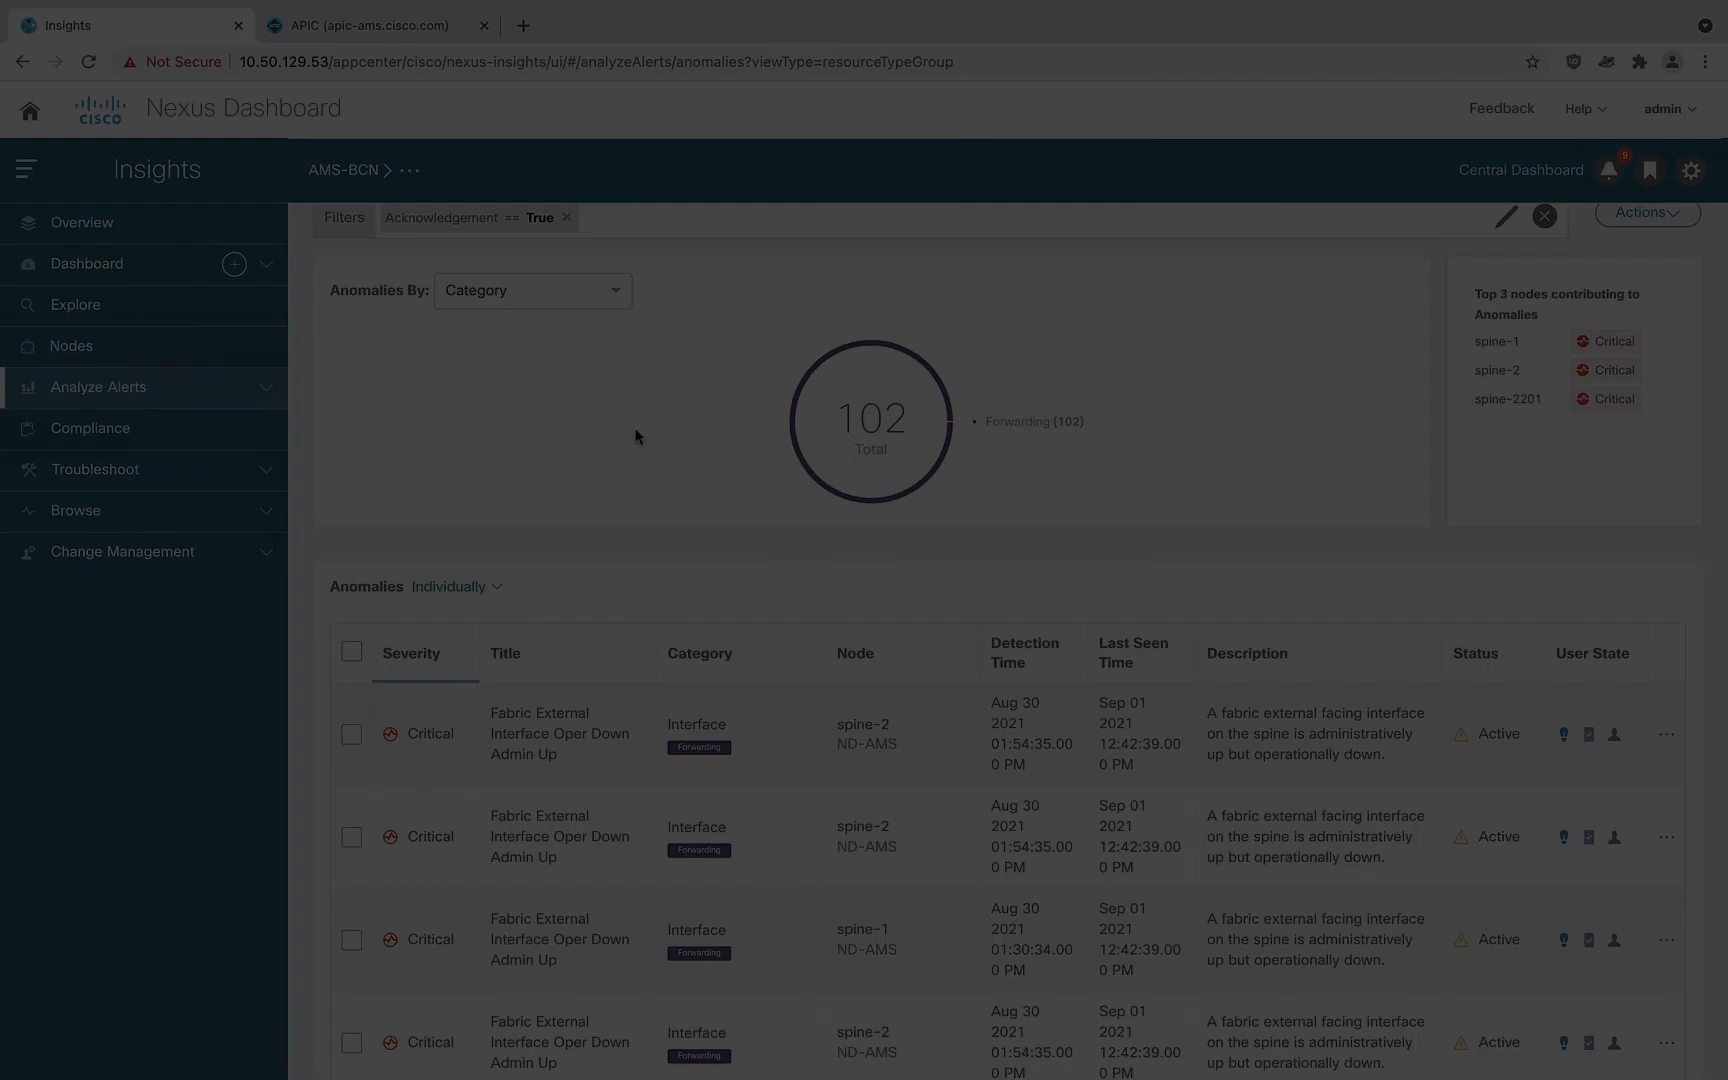 Insights
APIC (apic-ams.cisco.com)
Not Secure
10.50.129.53/appcenter/cisco/nexus-insights/ui/#/analyzeAlerts/anomalies?viewType=resourceTypeGroup
CISCO
Nexus Dashboard
Feedback
Help
admin
Insights
AMS-BCN
Central Dashboard
9
Overview
Dashboard
Explore
Nodes
Analyze Alerts
Compliance
Troubleshoot
Browse
Change Management
Filters
Acknowledgement == True
Actions
Anomalies By: Category
102
Total
Forwarding (102)
Top 3 nodes contributing to
Anomalies
spine-1 Critical
spine-2 Critical
spine-2201 Critical
Anomalies Individually
Severity
Title
Category
Node
Detection
Time
Last Seen
Time
Description
Status
User State
Critical
Fabric External
Interface Oper Down
Admin Up
Interface
Forwarding
spine-2
ND-AMS
Aug 30
2021
01:54:35.00
0 PM
Sep 01
2021
12:42:39.00
0 PM
A fabric external facing interface
on the spine is administratively
up but operationally down.
Active
Critical
Fabric External
Interface Oper Down
Admin Up
Interface
Forwarding
spine-2
ND-AMS
Aug 30
2021
01:54:35.00
0 PM
Sep 01
2021
12:42:39.00
0 PM
A fabric external facing interface
on the spine is administratively
up but operationally down.
Active
Critical
Fabric External
Interface Oper Down
Admin Up
Interface
Forwarding
spine-1
ND-AMS
Aug 30
2021
01:30:34.00
0 PM
Sep 01
2021
12:42:39.00
0 PM
A fabric external facing interface
on the spine is administratively
up but operationally down.
Active
Critical
Fabric External
Interface Oper Down
Admin Up
Interface
Forwarding
spine-2
ND-AMS
Aug 30
2021
01:54:35.00
0 PM
Sep 01
2021
12:42:39.00
0 PM
A fabric external facing interface
on the spine is administratively
up but operationally down.
Active